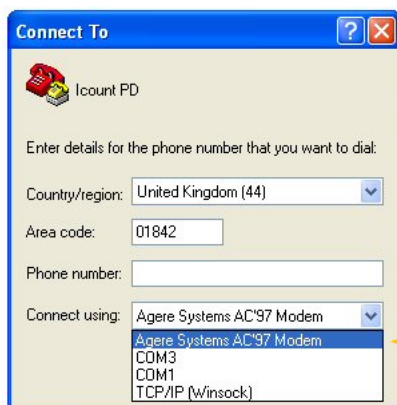 Connect To
Icount PD
Enter details for the phone number that you want to dial:
Country/region: United Kingdom (44)
Area code: 01842
Phone number:
Connect using: Agere Systems AC'97 Modem
Agere Systems AC'97 Modem
COM3
COM1
TCP/IP (Winsock)